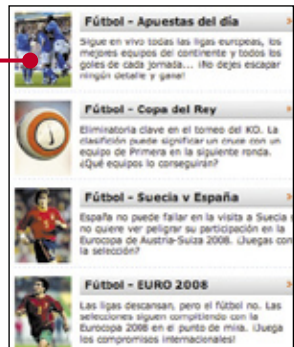 Fútbol - Apuestas del día
Sigue en vivo todas las ligas europeas, los
mejores equipos del continente y todos los
goles de cada jornada... ¡No dejes escapar
ningún detalle y gana!
Fútbol - Copa del Rey
Eliminatoria clave en el torneo del KO. La
clasifición puede significar un cruce con un
equipo de Primera en la siguiente ronda.
¿Qué equipos lo conseguirán?
Fútbol - Suecia v España
España no puede fallar en la visita a Suecia s
no quiere ver peligrar su participación en la
Eurocopa de Austria-Suiza 2008. ¿Juegas con
la selección?
Fútbol - EURO 2008
Las ligas descansan, pero el fútbol no. Las
selecciones siguen compitiendo con la
Eurocopa 2008 en el punto de mira. ¡Juega
los compromisos internacionales!